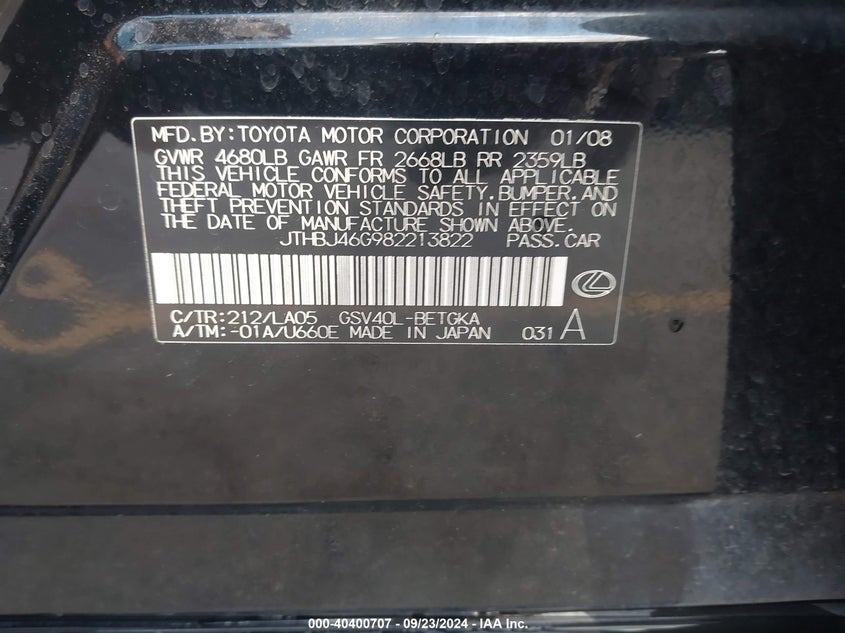 MFD.BY:TOYOTA MOTOR CORPORATION 01/08
GVWR 4680LB GAWR FR 2668LB RR 2359LB
THIS VEHICLE CONFORMS TO ALL APPLICABLE
FEDERAL MOTOR VEHICLE SAFETY,BUMPER,AND
THEFT PREVENTION STANDARDS IN EFFECT ON
THE DATE OF MANUFACTURE SHOWN ABOVE.
JTHBJ46G982213822 PASS.CAR
C/TR:212/LA05 GSV40L-BETGKA
A/TM:-01A/U660E MADE IN JAPAN 031 A
000-40400707 - 09/23/2024 - IAA Inc.